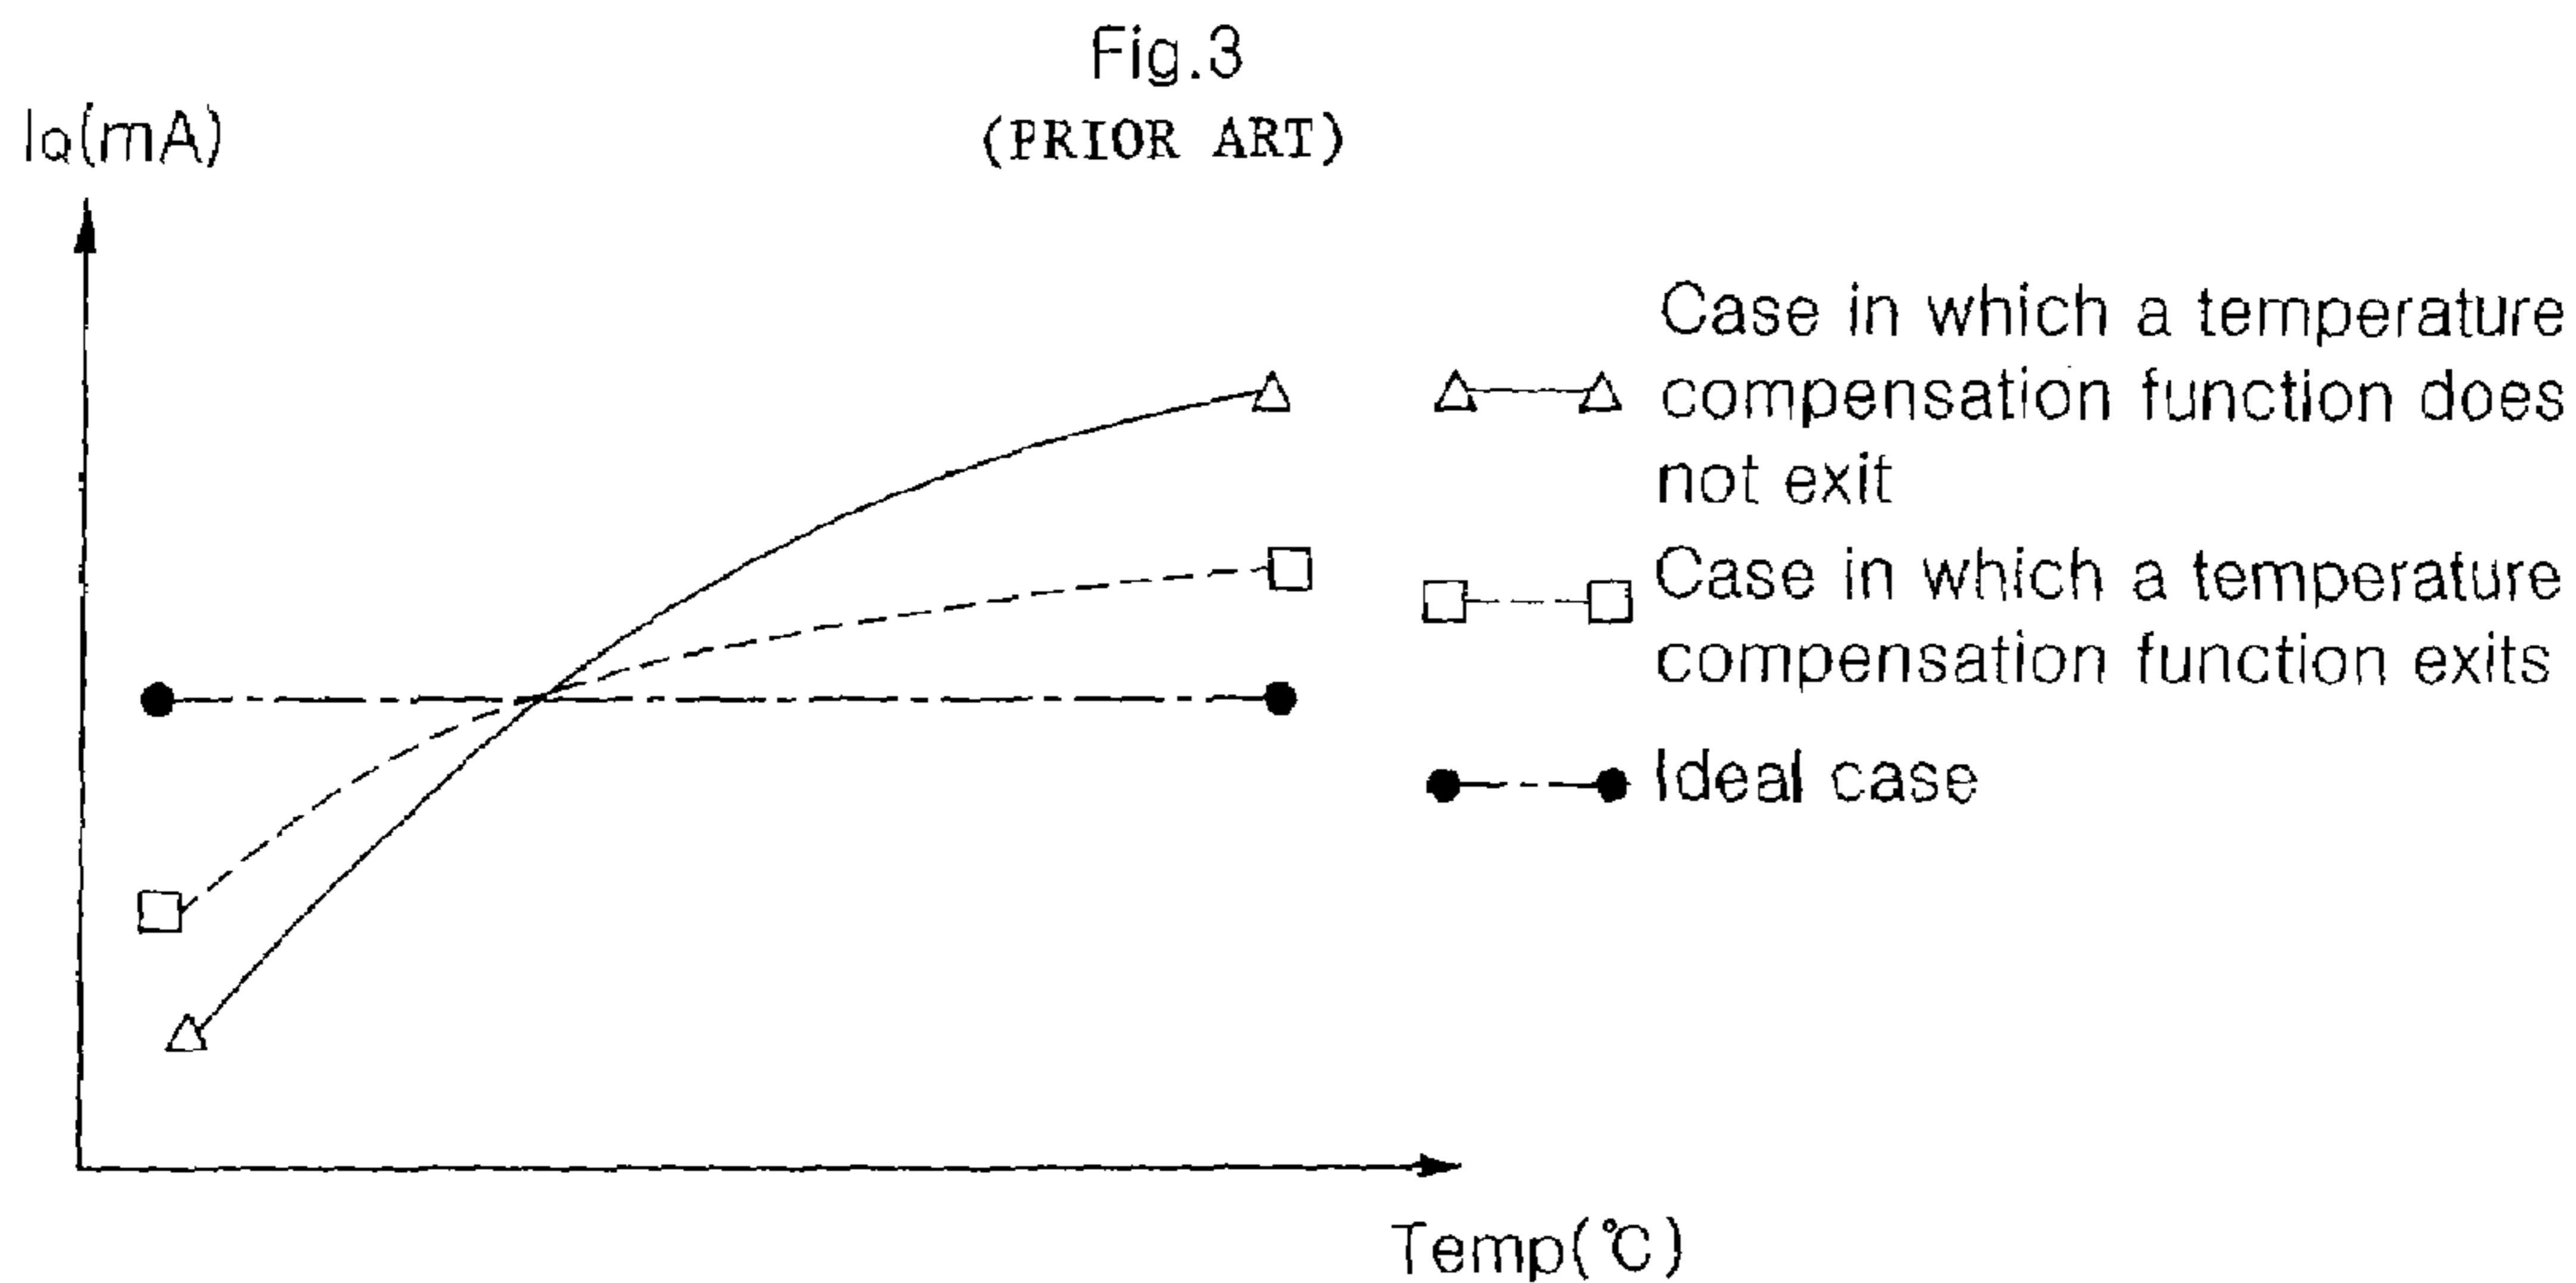 Fig.3
(PRIOR ART)
IQ(mA)
Case in which a temperature
compensation function does
not exit
Case in which a temperature
compensation function exits
Ideal case
Temp(℃)